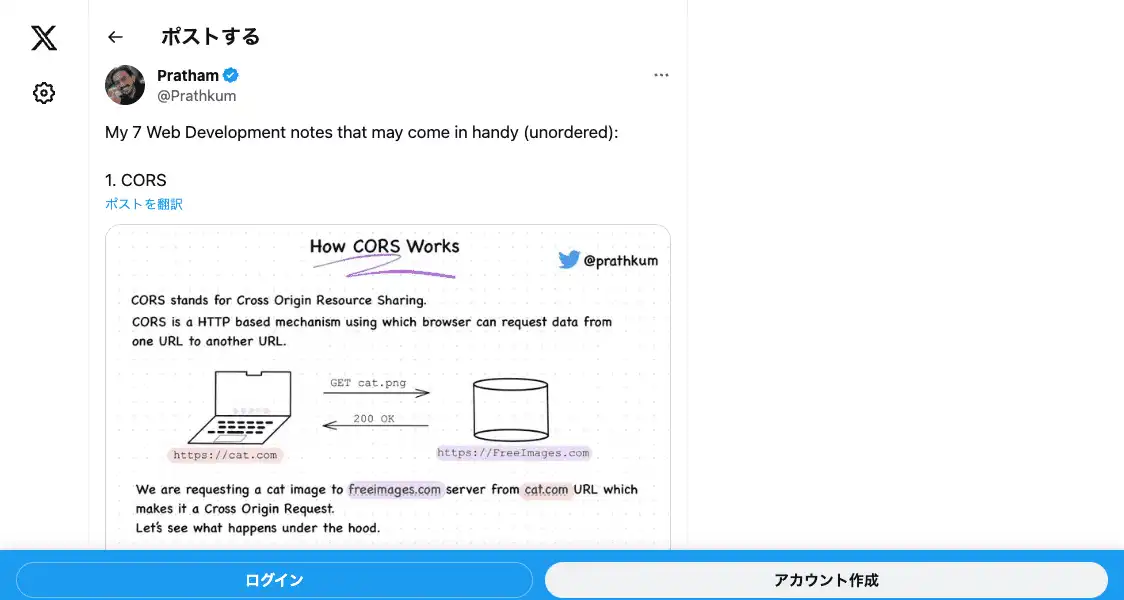 ポストする
Pratham
@Prathkum
My 7 Web Development notes that may come in handy (unordered):
1. CORS
ポストを翻訳
How CORS Works
@prathkum
CORS stands for Cross Origin Resource Sharing.
CORS is a HTTP based mechanism using which browser can request data from
one URL to another URL.
GET cat.png
200 OK
https://cat.com
https://FreeImages.com
We are requesting a cat image to freeimages.com server from cat.com URL which
makes it a Cross Origin Request.
Let's see what happens under the hood.
ログイン
アカウント作成